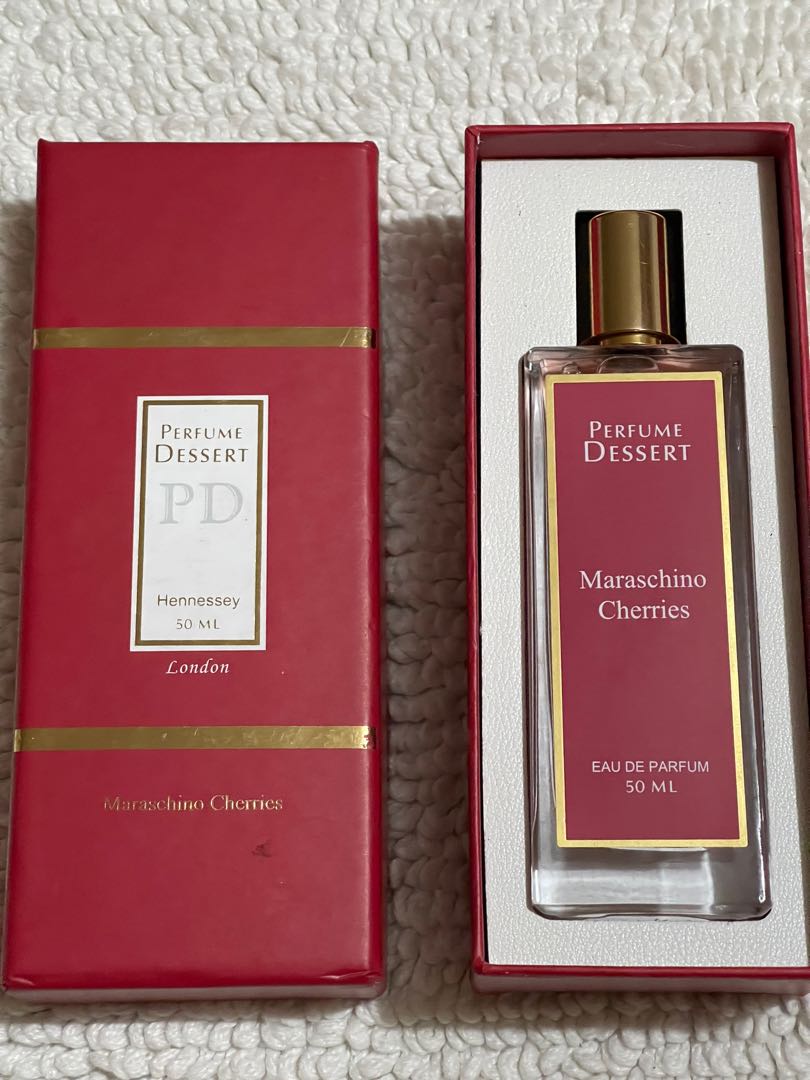 PERFUME
DESSERT
PD
Hennessey
50 ML
London
Maraschino Cherries
PERFUME
DESSERT
Maraschino
Cherries
EAU DE PARFUM
50 ML